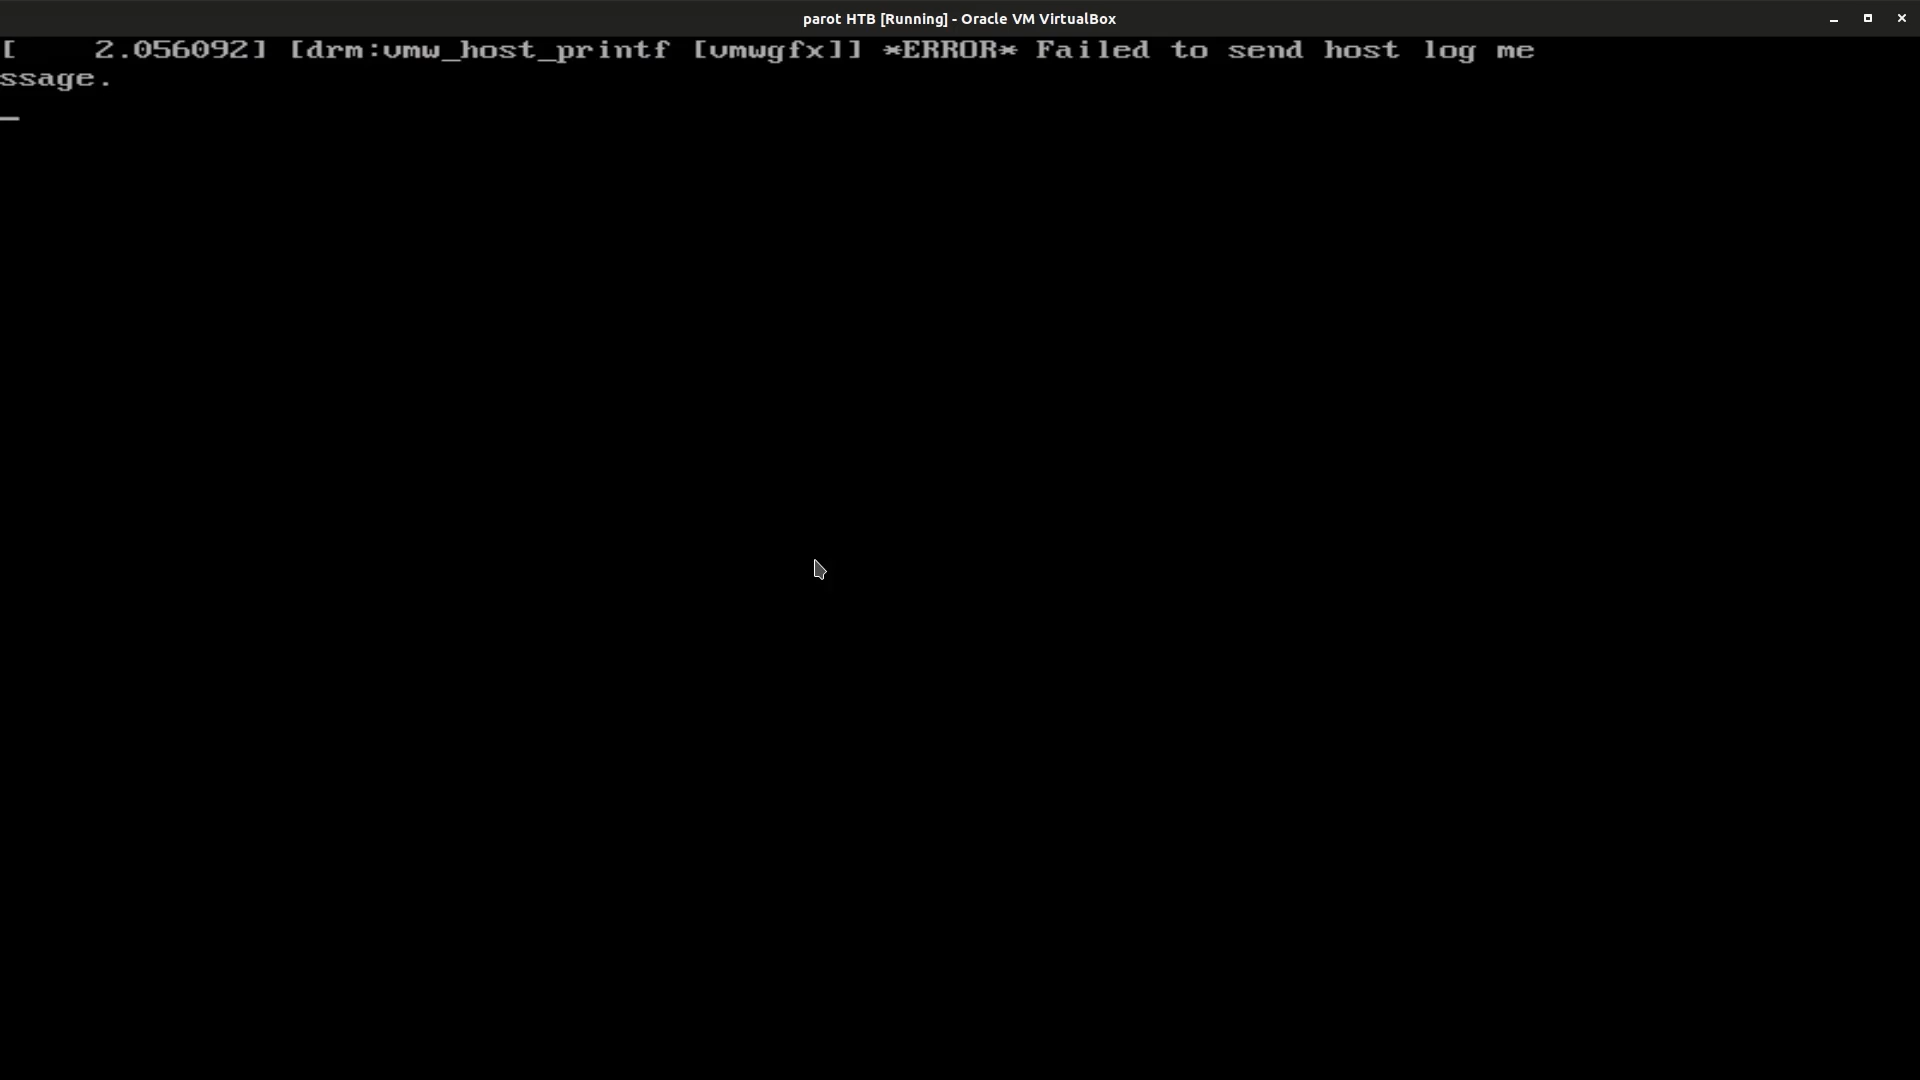 parot HTB [Running] - Oracle VM VirtualBox
[    2.056092] [drm:vmw_host_printf [vmwgfx]] *ERROR* Failed to send host log me
ssage.